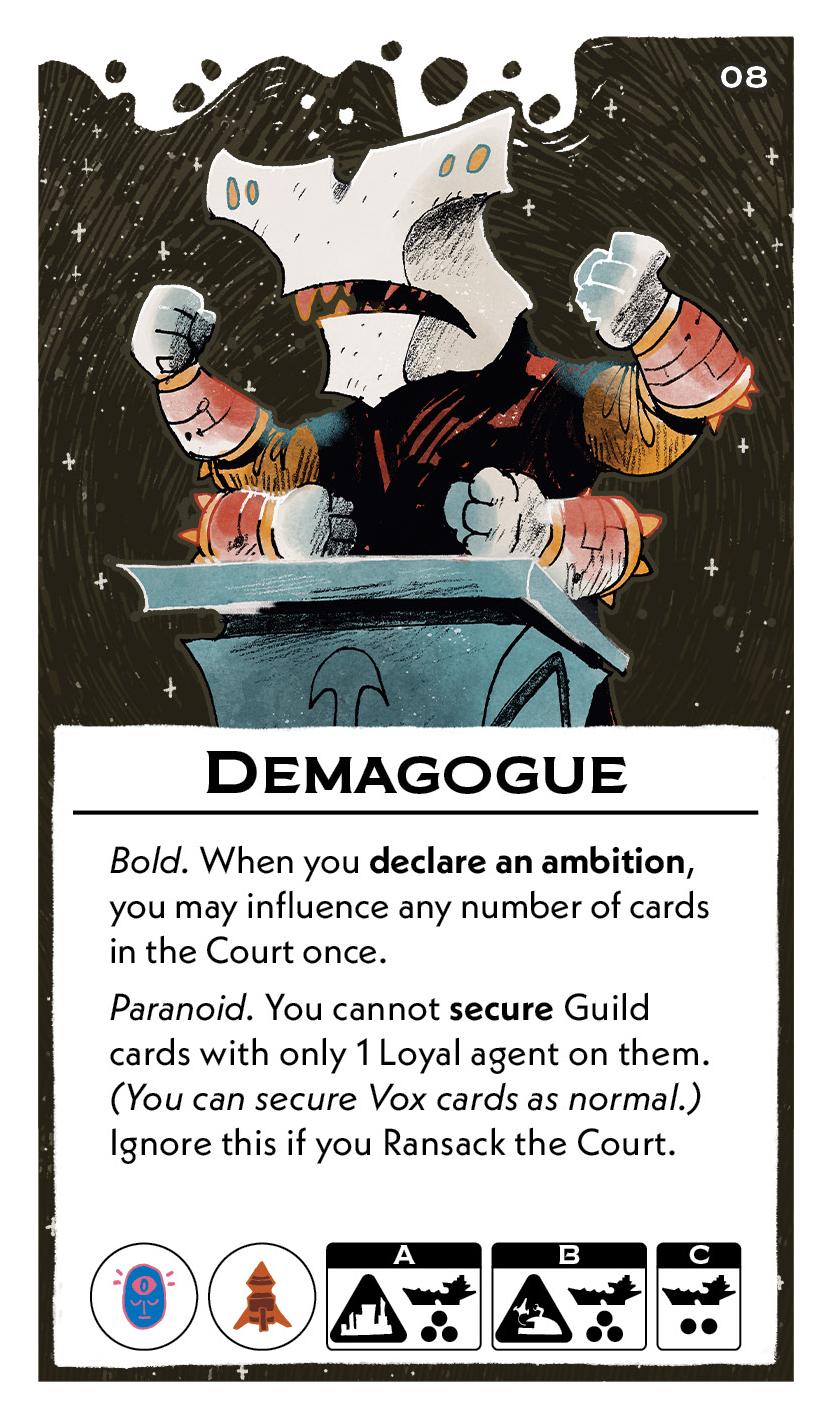 08
DEMAGOGUE
Bold. When you declare an ambition,
you may influence any number of cards
in the Court once.
Paranoid. You cannot secure Guild
cards with only 1 Loyal agent on them.
(You can secure Vox cards as normal.)
Ignore this if you Ransack the Court.
A B C